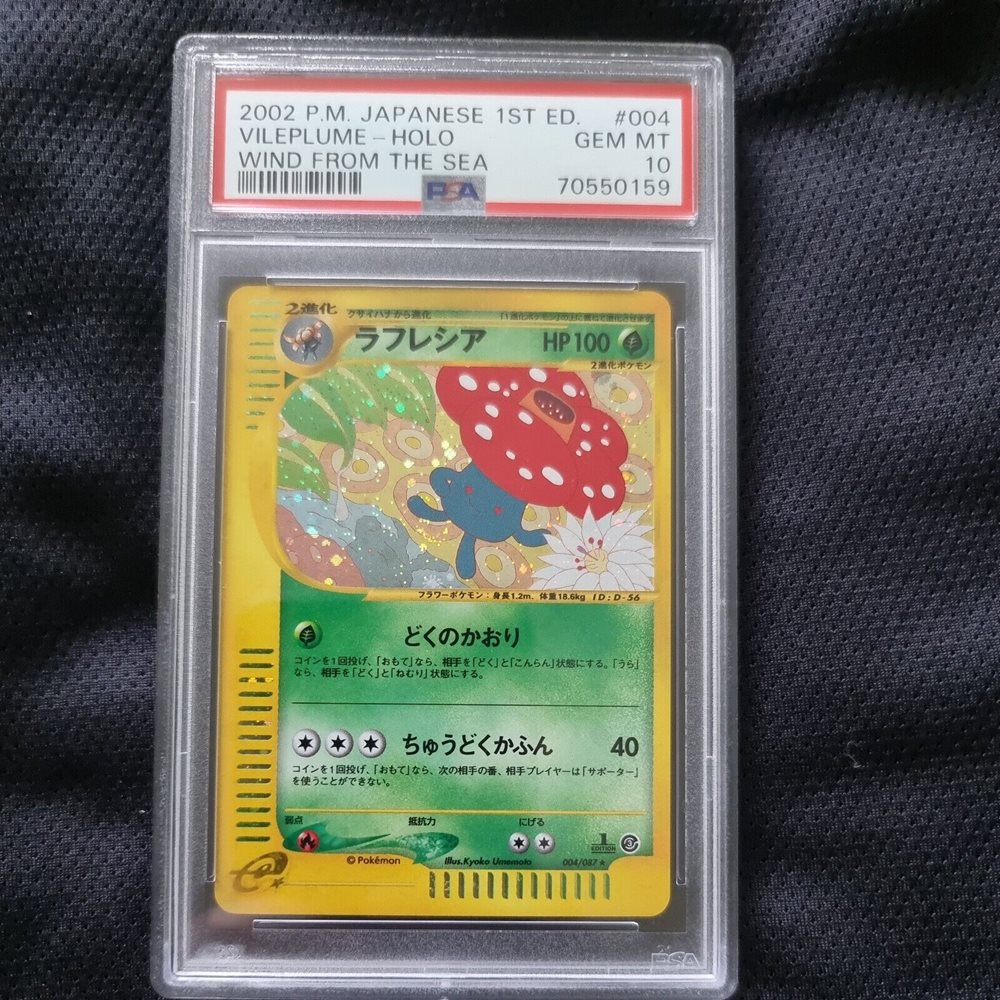 2002 P.M. JAPANESE 1ST ED. #004
VILEPLUME - HOLO GEM MT
WIND FROM THE SEA 10
PSA 70550159
2進化 クサイハナから進化
ラフレシア HP100
2進化ポケモン
フラワーポケモン：身長1.2m、体重18.6kg ID:D-56
どくのかおり
コインを1回投げ、「おもて」なら、相手を「どく」と「こんらん」状態にする。「うら」
なら、相手を「どく」と「ねむり」状態にする。
ちゅうどくかふん 40
コインを1回投げ、「おもて」なら、次の相手の番、相手プレイヤーは「サポーター」
を使うことができない。
弱点 抵抗力 にげる
1 EDITION
©Pokémon Illus.Kyoko Umemoto 004/087★
e
PSA